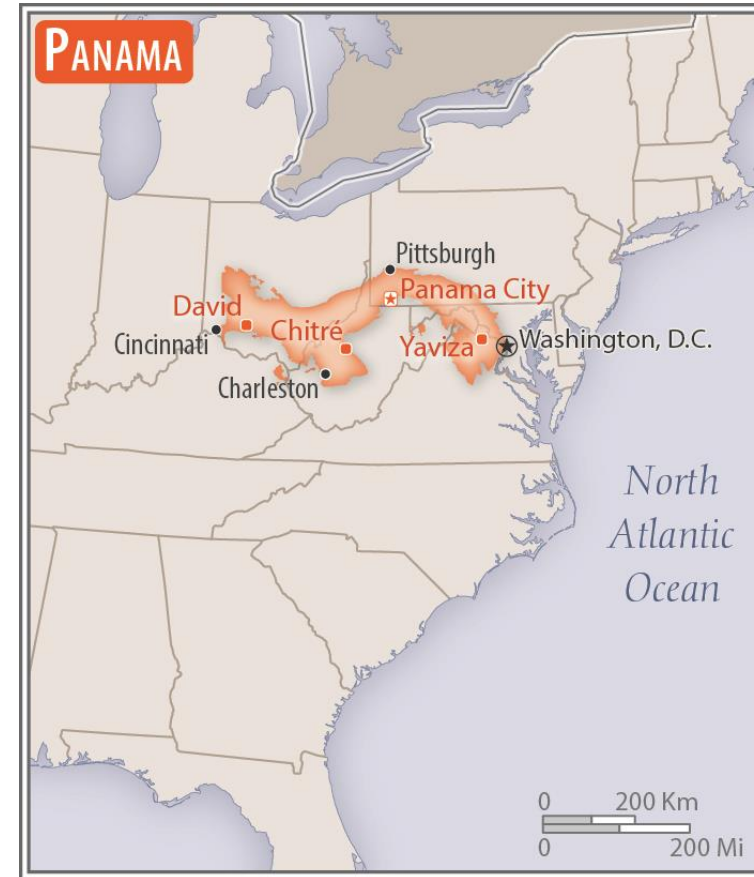 PANAMA
Pittsburgh
Panama City
David
Chitré
Cincinnati
Yaviza
Washington, D.C.
Charleston
North
Atlantic
Ocean
0 200 Km
0 200 Mi